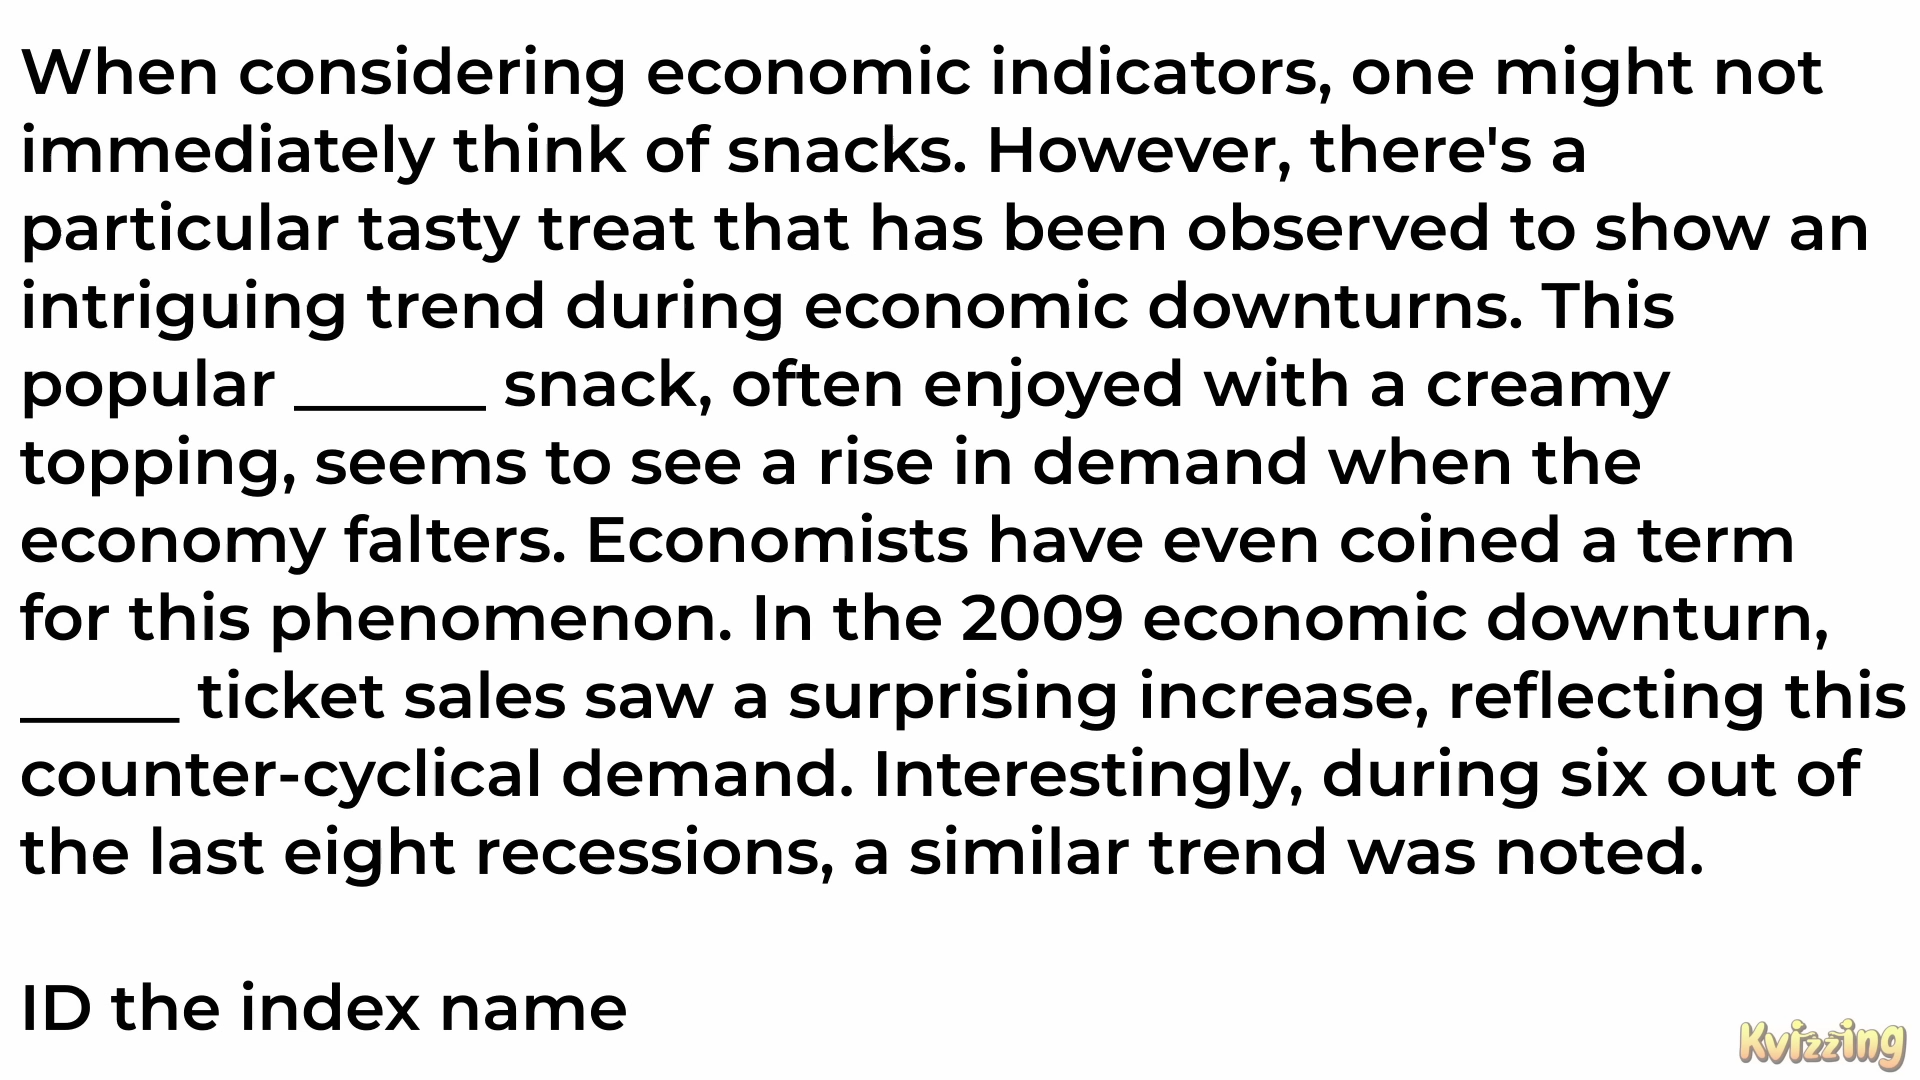 When considering economic indicators, one might not
immediately think of snacks. However, there's a
particular tasty treat that has been observed to show an
intriguing trend during economic downturns. This
popular ______ snack, often enjoyed with a creamy
topping, seems to see a rise in demand when the
economy falters. Economists have even coined a term
for this phenomenon. In the 2009 economic downturn,
_____ ticket sales saw a surprising increase, reflecting this
counter-cyclical demand. Interestingly, during six out of
the last eight recessions, a similar trend was noted.
ID the index name
Kvizzing